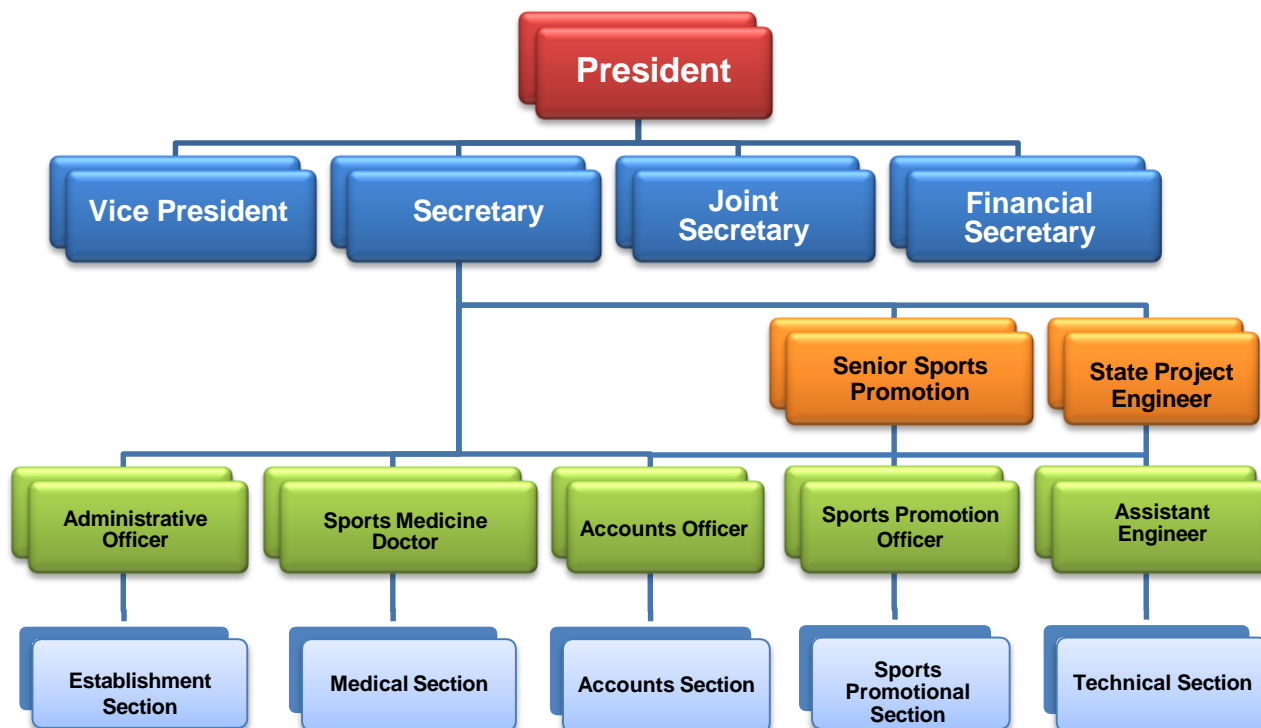 President
Vice President
Secretary
Joint
Secretary
Financial
Secretary
Senior Sports
Promotion
State Project
Engineer
Administrative
Officer
Sports Medicine
Doctor
Accounts Officer
Sports Promotion
Officer
Assistant
Engineer
Establishment
Section
Medical Section
Accounts Section
Sports
Promotional
Section
Technical Section